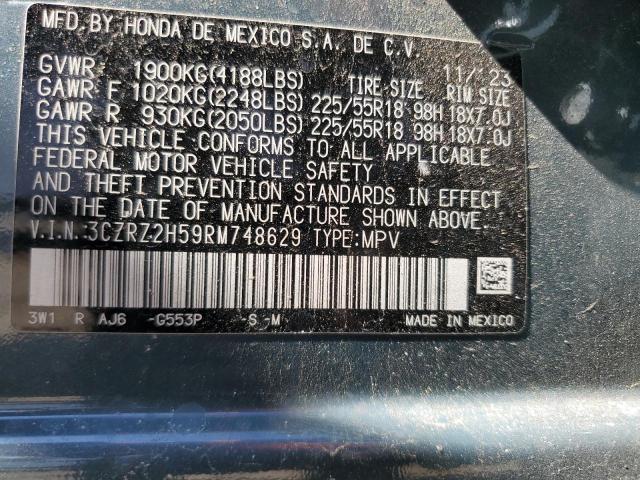 MFD. BY HONDA DE MEXICO S.A. DE C.V.
11/23
GVWR 1900KG(4188LBS) TIRE SIZE RIM SIZE
GAWR F 1020KG(2248LBS) 225/55R18 98H 18X7.0J
GAWR R 930KG(2050LBS) 225/55R18 98H 18X7.0J
THIS VEHICLE CONFORMS TO ALL APPLICABLE
FEDERAL MOTOR VEHICLE SAFETY
AND THEFT PREVENTION STANDARDS IN EFFECT
ON THE DATE OF MANUFACTURE SHOWN ABOVE.
V.I.N.:3CZRZ2H59RM748629 TYPE:MPV
3W1 R AJ6 -G553P S -M MADE IN MEXICO